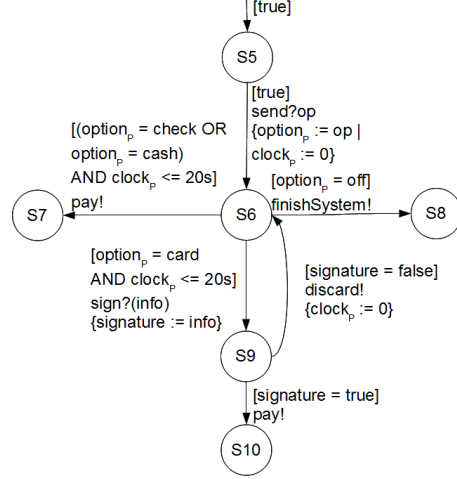 [true]
S5
[true]
send?op
{option_P := op |
clock_P := 0}
[(option_P = check OR
option_P = cash)
AND clock_P <= 20s]
pay!
[option_P = off]
finishSystem!
S7
S6
S8
[option_P = card
AND clock_P <= 20s]
sign?(info)
{signature := info}
[signature = false]
discard!
{clock_P := 0}
S9
[signature = true]
pay!
S10